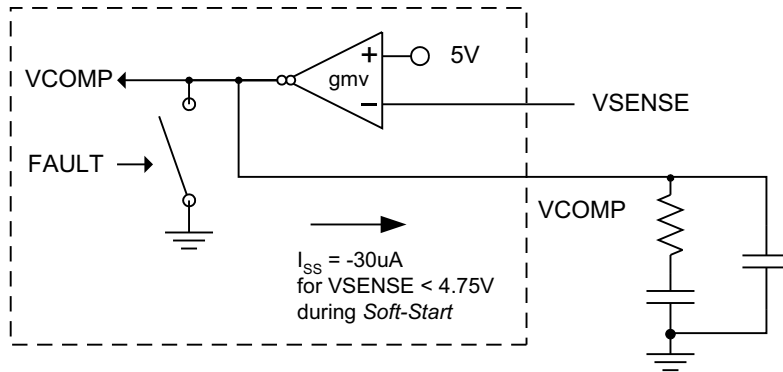 5V
+
gmv
−
VCOMP
VSENSE
FAULT
VCOMP
I_SS = -30uA
for VSENSE < 4.75V
during Soft-Start